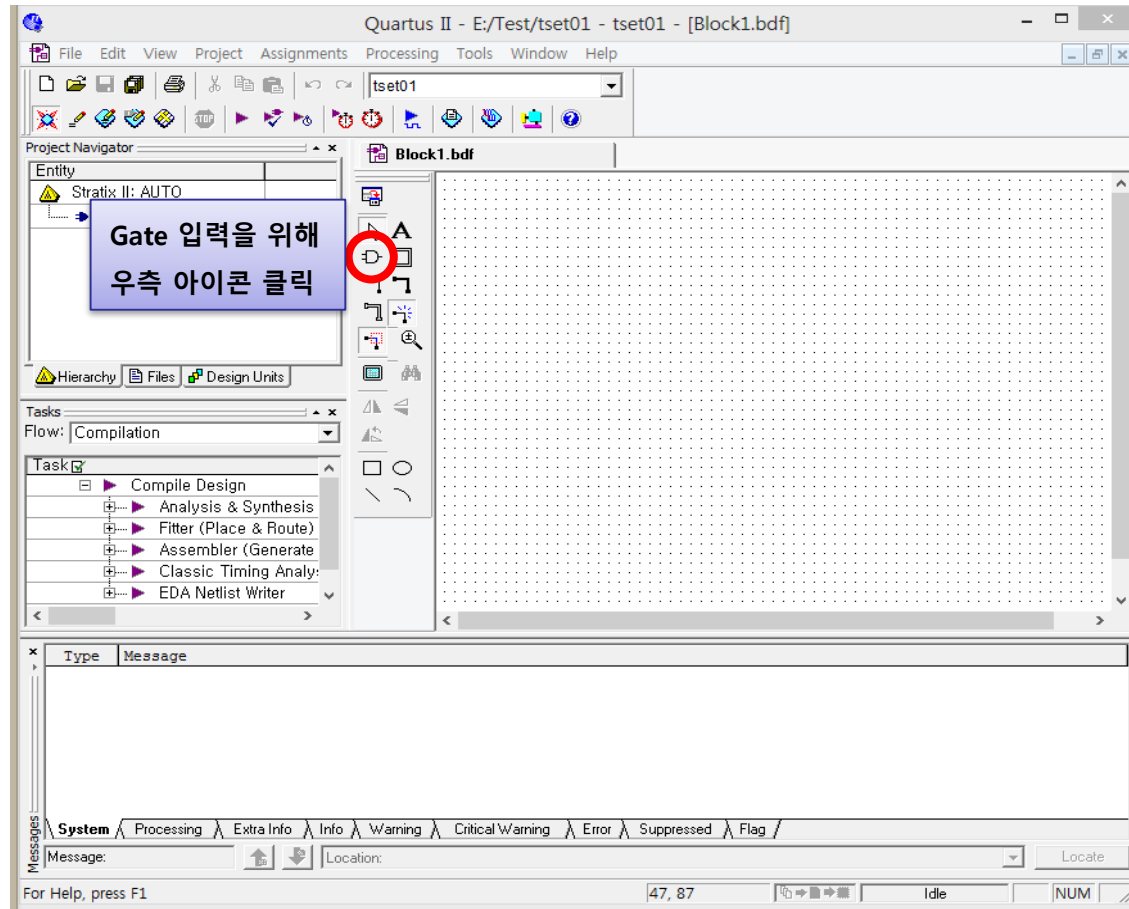 Quartus II - E:/Test/tset01 - tset01 - [Block1.bdf]
File Edit View Project Assignments Processing Tools Window Help
tset01
STOP
Project Navigator
Block1.bdf
Entity
Stratix II: AUTO
Gate 입력을 위해
우측 아이콘 클릭
A
Hierarchy Files Design Units
Tasks
Flow: Compilation
Task
Compile Design
Analysis & Synthesis
Fitter (Place & Route)
Assembler (Generate
Classic Timing Analy
EDA Netlist Writer
Type Message
Messages
System Processing Extra Info Info Warning Critical Warning Error Suppressed Flag
Message: Location: Locate
For Help, press F1 47, 87 Idle NUM